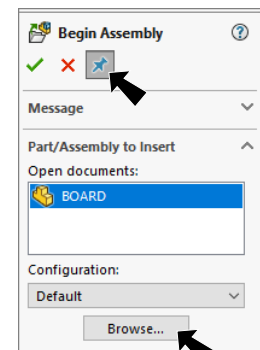 Begin Assembly
Message
Part/Assembly to Insert
Open documents:
BOARD
Configuration:
Default
Browse...